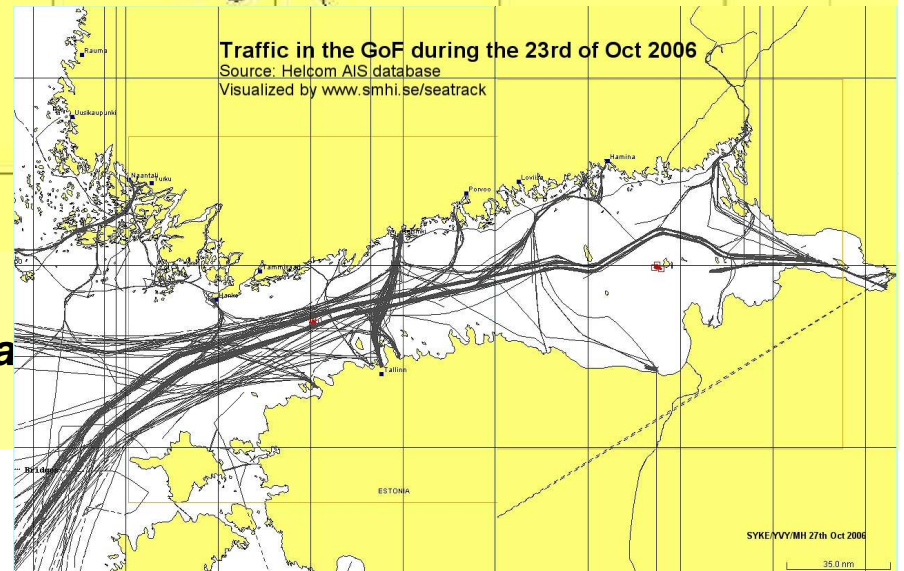 Traffic in the GoF during the 23rd of Oct 2006
Source: Helcom AIS database
Visualized by www.smhi.se/seatrack
Rauma
Uusikaupunki
Hamina
Naantali
Turku
Loviisa
Porvoo
Hanko
a
Tallinn
ESTONIA
SYKE/YVY/MH 27th Oct 2006
35.0 nm